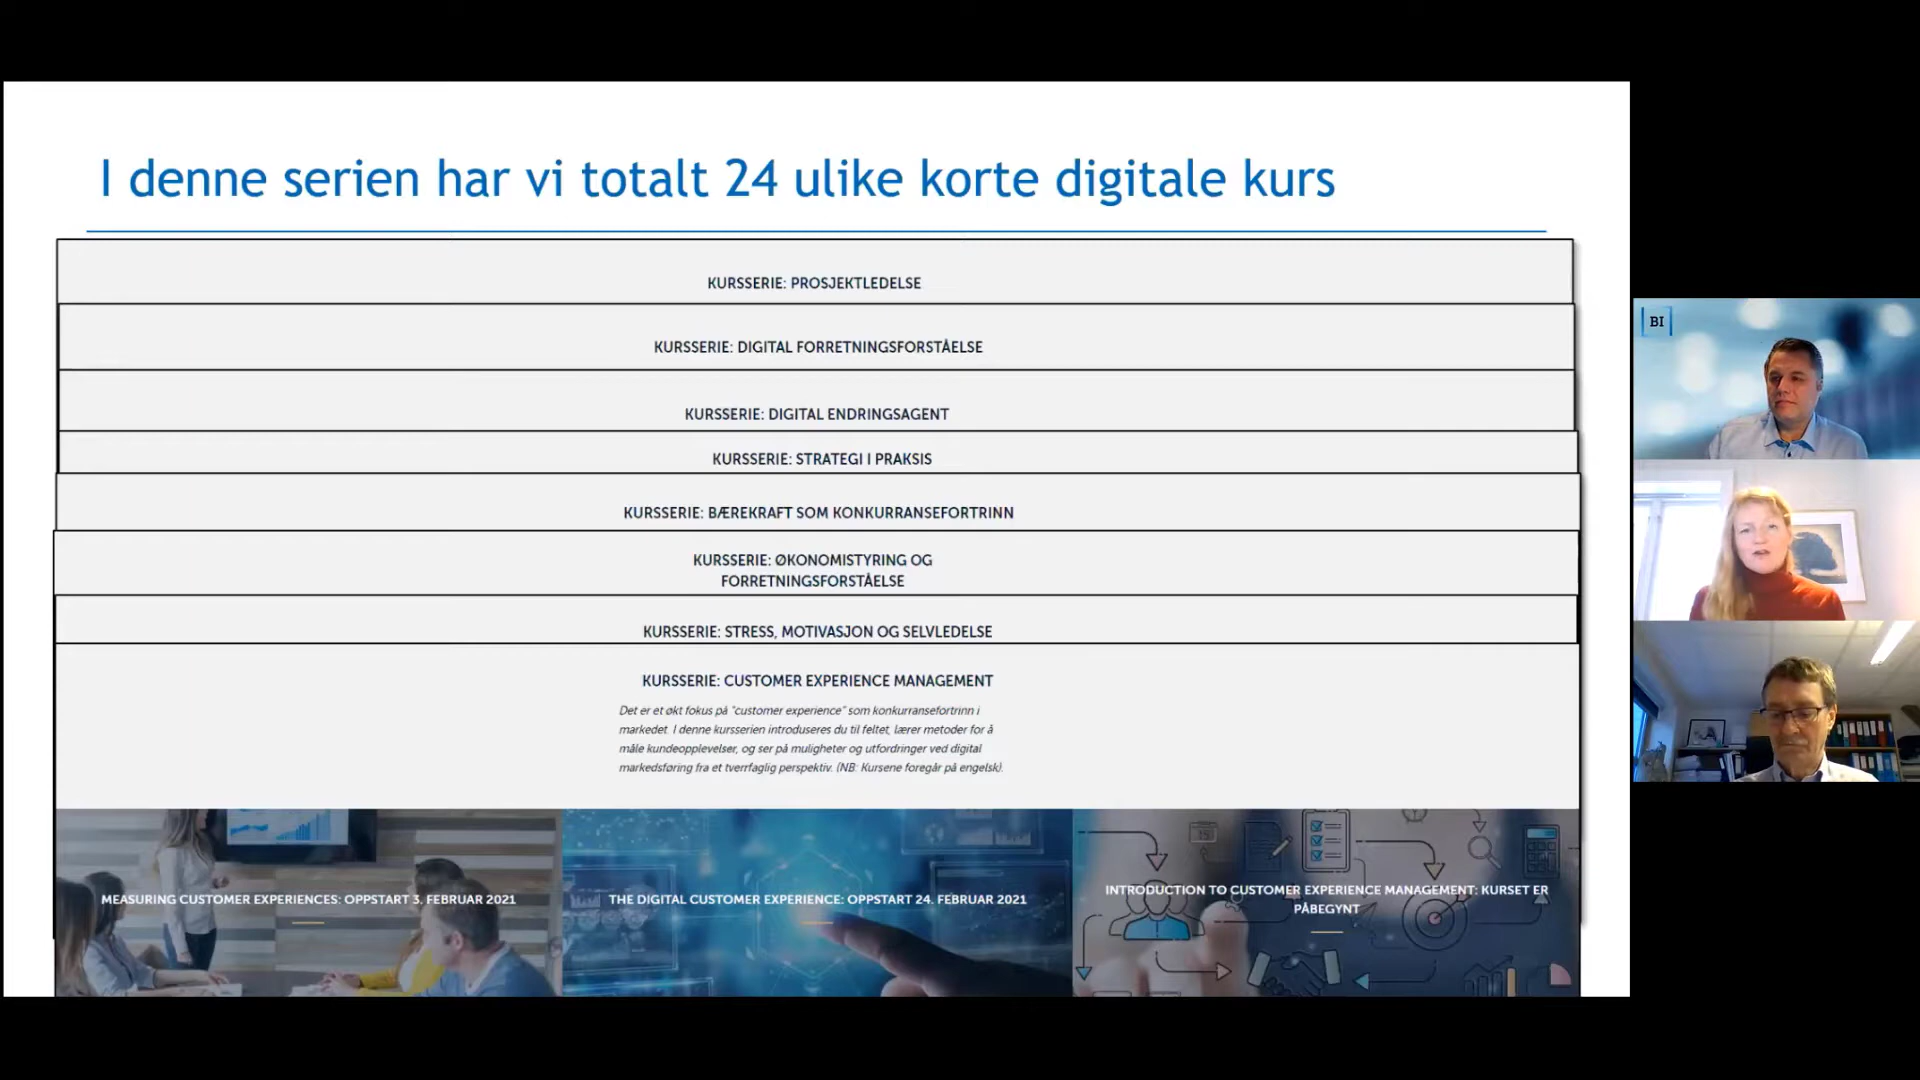 I denne serien har vi totalt 24 ulike korte digitale kurs
KURSSERIE: PROSJEKTLEDELSE
KURSSERIE: DIGITAL FORRETNINGSFORSTÅELSE
KURSSERIE: DIGITAL ENDRINGSAGENT
KURSSERIE: STRATEGI I PRAKSIS
KURSSERIE: BÆREKRAFT SOM KONKURRANSEFORTRINN
KURSSERIE: ØKONOMISTYRING OG
FORRETNINGSFORSTÅELSE
KURSSERIE: STRESS, MOTIVASJON OG SELVLEDELSE
KURSSERIE: CUSTOMER EXPERIENCE MANAGEMENT
Det er et økt fokus på "customer experience" som konkurransefortrinn i
markedet. I denne kursserien introduseres du til feltet, lærer metoder for å
måle kundeopplevelser, og ser på muligheter og utfordringer ved digital
markedsføring fra et tverrfaglig perspektiv. (NB: Kursene foregår på engelsk).
MEASURING CUSTOMER EXPERIENCES: OPPSTART 3. FEBRUAR 2021
THE DIGITAL CUSTOMER EXPERIENCE: OPPSTART 24. FEBRUAR 2021
INTRODUCTION TO CUSTOMER EXPERIENCE MANAGEMENT: KURSET ER
PÅBEGYNT
BI